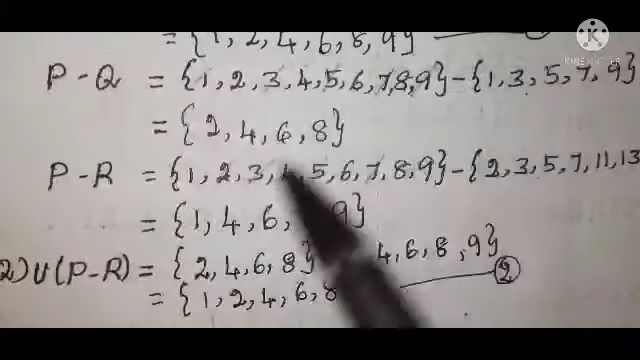 = {1, 2, 4, 6, 8, 9}
KINEMASTER
P - Q = {1, 2, 3, 4, 5, 6, 7, 8, 9} - {1, 3, 5, 7, 9}
= {2, 4, 6, 8}
P - R = {1, 2, 3, 4, 5, 6, 7, 8, 9} - {2, 3, 5, 7, 11, 13
= {1, 4, 6, 9}
Q) ∪ (P - R) = {2, 4, 6, 8} 4, 6, 8, 9}
= {1, 2, 4, 6, 8 ②